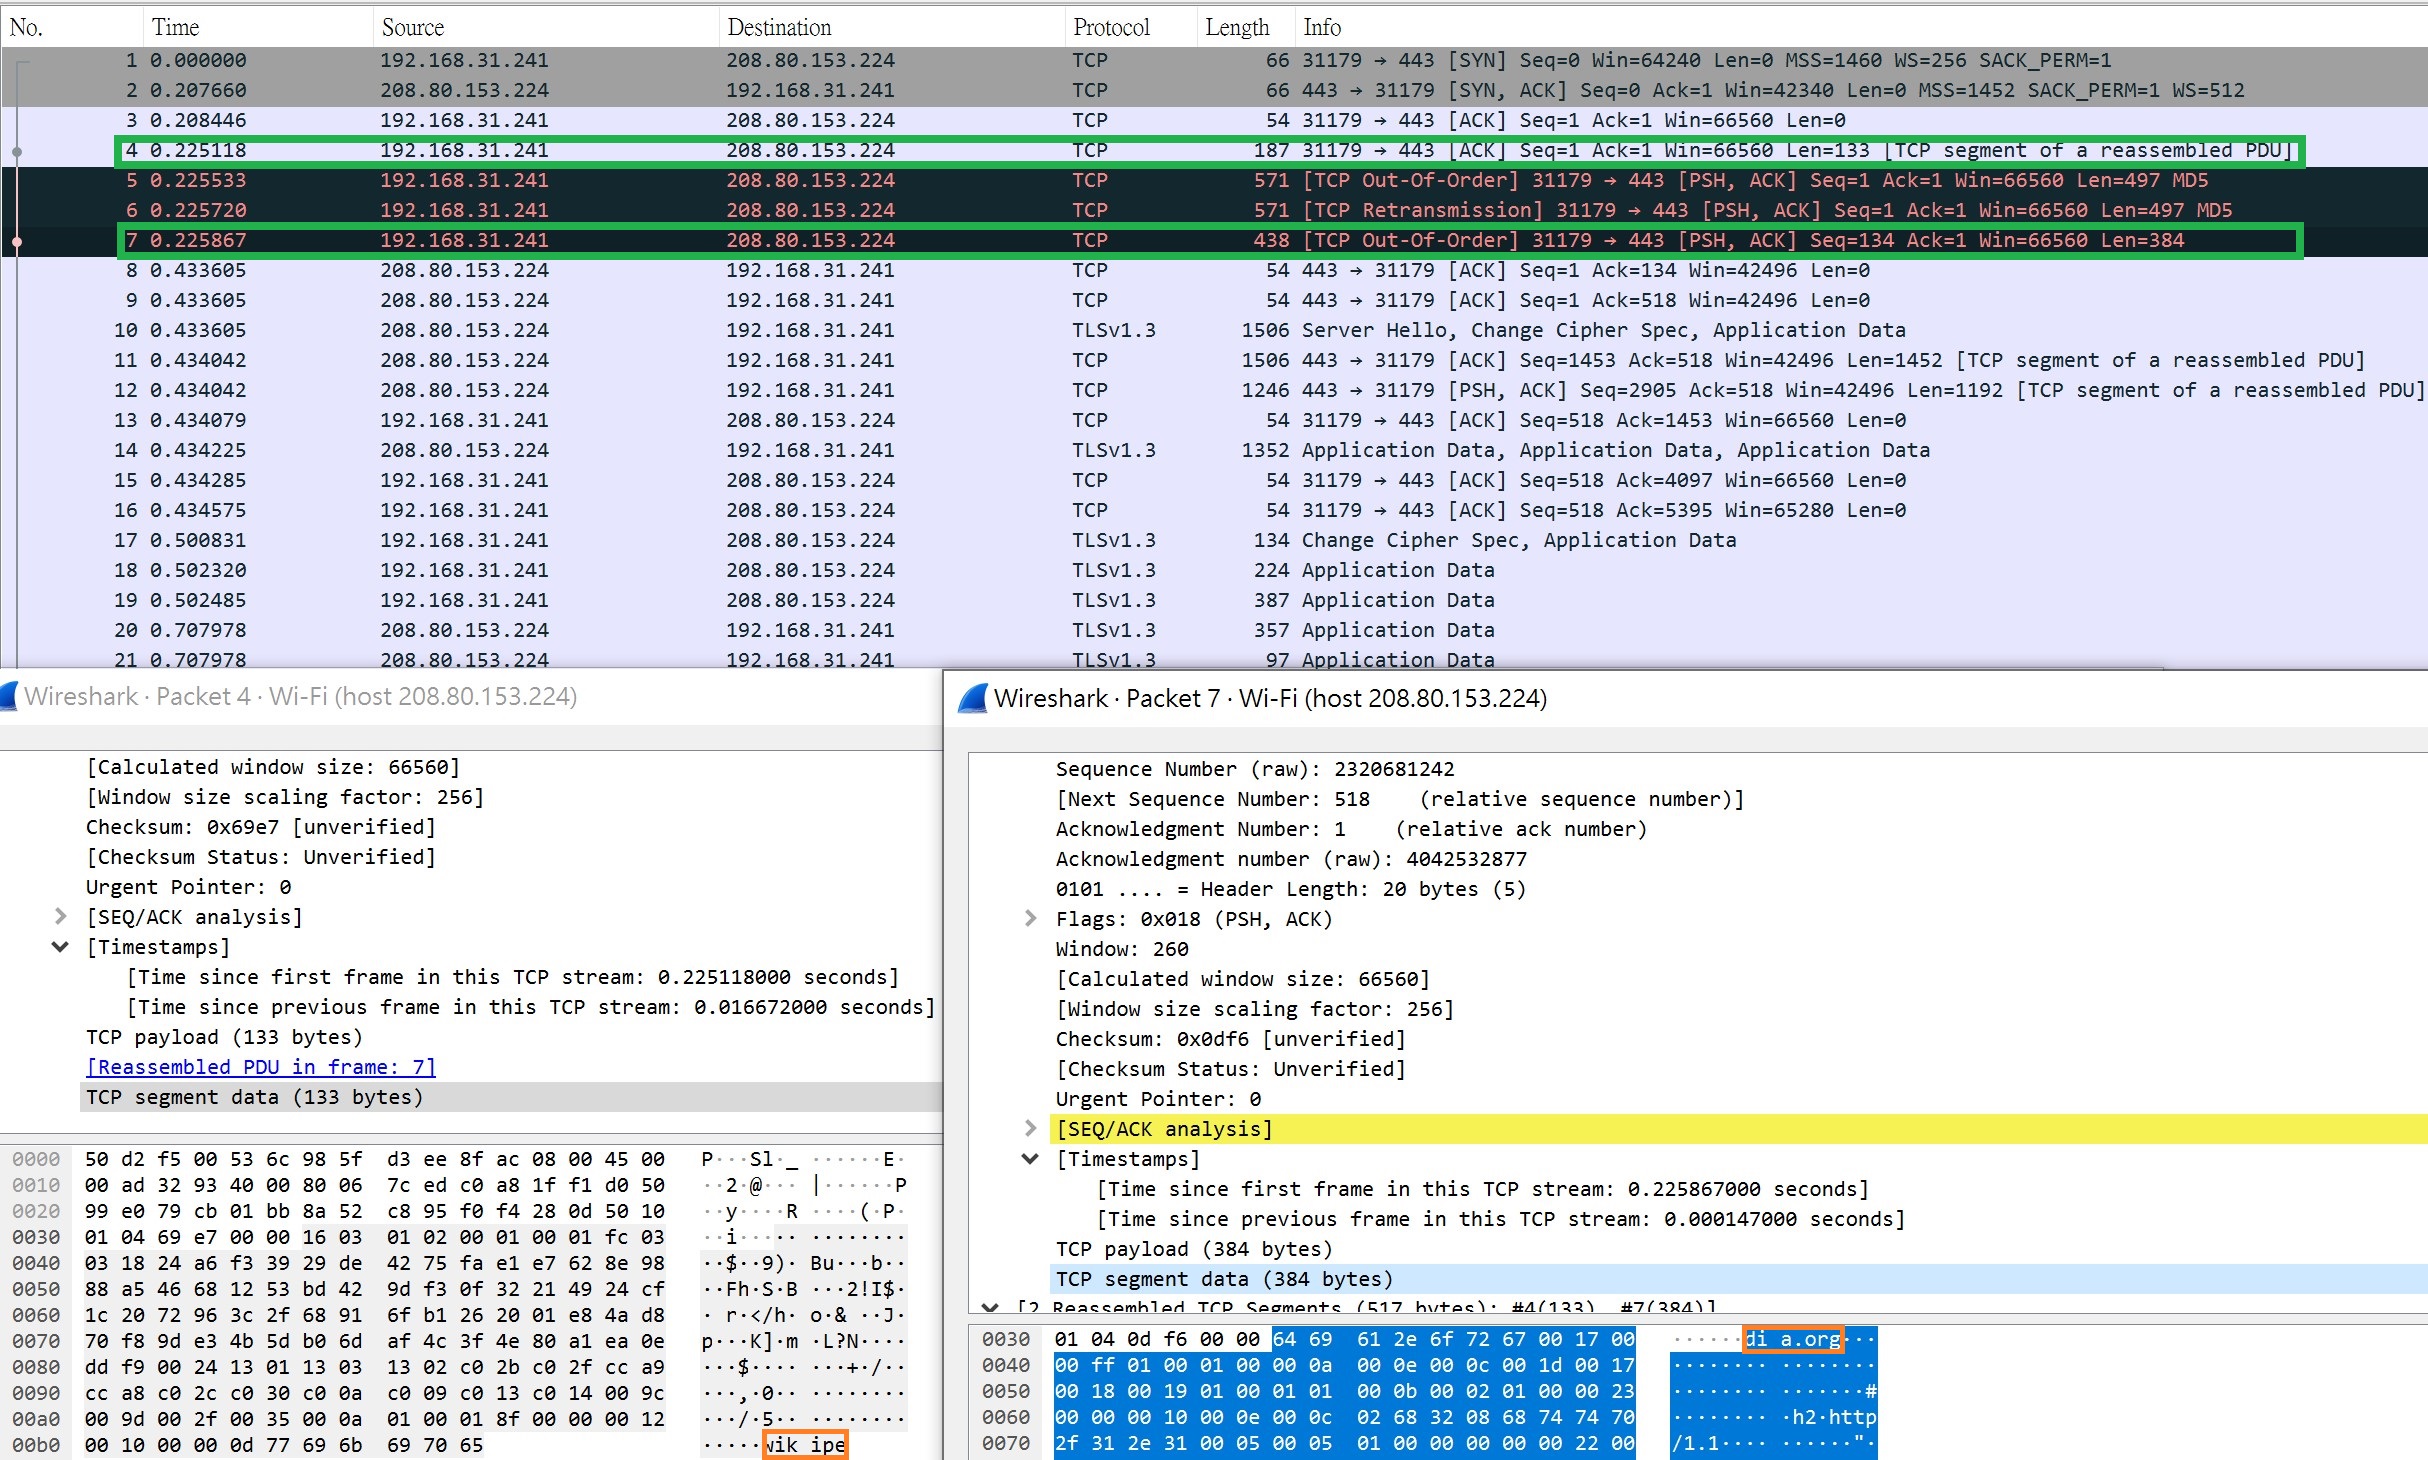 No. Time Source Destination Protocol Length Info
1 0.000000 192.168.31.241 208.80.153.224 TCP 66 31179 → 443 [SYN] Seq=0 Win=64240 Len=0 MSS=1460 WS=256 SACK_PERM=1
2 0.207660 208.80.153.224 192.168.31.241 TCP 66 443 → 31179 [SYN, ACK] Seq=0 Ack=1 Win=42340 Len=0 MSS=1452 SACK_PERM=1 WS=512
3 0.208446 192.168.31.241 208.80.153.224 TCP 54 31179 → 443 [ACK] Seq=1 Ack=1 Win=66560 Len=0
4 0.225118 192.168.31.241 208.80.153.224 TCP 187 31179 → 443 [ACK] Seq=1 Ack=1 Win=66560 Len=133 [TCP segment of a reassembled PDU]
5 0.225533 192.168.31.241 208.80.153.224 TCP 571 [TCP Out-Of-Order] 31179 → 443 [PSH, ACK] Seq=1 Ack=1 Win=66560 Len=497 MD5
6 0.225720 192.168.31.241 208.80.153.224 TCP 571 [TCP Retransmission] 31179 → 443 [PSH, ACK] Seq=1 Ack=1 Win=66560 Len=497 MD5
7 0.225867 192.168.31.241 208.80.153.224 TCP 438 [TCP Out-Of-Order] 31179 → 443 [PSH, ACK] Seq=134 Ack=1 Win=66560 Len=384
8 0.433605 208.80.153.224 192.168.31.241 TCP 54 443 → 31179 [ACK] Seq=1 Ack=134 Win=42496 Len=0
9 0.433605 208.80.153.224 192.168.31.241 TCP 54 443 → 31179 [ACK] Seq=1 Ack=518 Win=42496 Len=0
10 0.433605 208.80.153.224 192.168.31.241 TLSv1.3 1506 Server Hello, Change Cipher Spec, Application Data
11 0.434042 208.80.153.224 192.168.31.241 TCP 1506 443 → 31179 [ACK] Seq=1453 Ack=518 Win=42496 Len=1452 [TCP segment of a reassembled PDU]
12 0.434042 208.80.153.224 192.168.31.241 TCP 1246 443 → 31179 [PSH, ACK] Seq=2905 Ack=518 Win=42496 Len=1192 [TCP segment of a reassembled PDU]
13 0.434079 192.168.31.241 208.80.153.224 TCP 54 31179 → 443 [ACK] Seq=518 Ack=1453 Win=66560 Len=0
14 0.434225 208.80.153.224 192.168.31.241 TLSv1.3 1352 Application Data, Application Data, Application Data
15 0.434285 192.168.31.241 208.80.153.224 TCP 54 31179 → 443 [ACK] Seq=518 Ack=4097 Win=66560 Len=0
16 0.434575 192.168.31.241 208.80.153.224 TCP 54 31179 → 443 [ACK] Seq=518 Ack=5395 Win=65280 Len=0
17 0.500831 192.168.31.241 208.80.153.224 TLSv1.3 134 Change Cipher Spec, Application Data
18 0.502320 192.168.31.241 208.80.153.224 TLSv1.3 224 Application Data
19 0.502485 192.168.31.241 208.80.153.224 TLSv1.3 387 Application Data
20 0.707978 208.80.153.224 192.168.31.241 TLSv1.3 357 Application Data
21 0.707978 208.80.153.224 192.168.31.241 TLSv1.3 97 Application Data
Wireshark · Packet 4 · Wi-Fi (host 208.80.153.224)
[Calculated window size: 66560]
[Window size scaling factor: 256]
Checksum: 0x69e7 [unverified]
[Checksum Status: Unverified]
Urgent Pointer: 0
[SEQ/ACK analysis]
[Timestamps]
[Time since first frame in this TCP stream: 0.225118000 seconds]
[Time since previous frame in this TCP stream: 0.016672000 seconds]
TCP payload (133 bytes)
[Reassembled PDU in frame: 7]
TCP segment data (133 bytes)
0000 50 d2 f5 00 53 6c 98 5f d3 ee 8f ac 08 00 45 00 P···Sl·_ ······E·
0010 00 ad 32 93 40 00 80 06 7c ed c0 a8 1f f1 d0 50 ··2·@··· |······P
0020 99 e0 79 cb 01 bb 8a 52 c8 95 f0 f4 28 0d 50 10 ··y····R ····(·P·
0030 01 04 69 e7 00 00 16 03 01 02 00 01 00 01 fc 03 ··i····· ········
0040 03 18 24 a6 f3 39 29 de 42 75 fa e1 e7 62 8e 98 ··$··9)· Bu···b··
0050 88 a5 46 68 12 53 bd 42 9d f3 0f 32 21 49 24 cf ··Fh·S·B ···2!I$·
0060 1c 20 72 96 3c 2f 68 91 6f b1 26 20 01 e8 4a d8 · r·</h· o·& ··J·
0070 70 f8 9d e3 4b 5d b0 6d af 4c 3f 4e 80 a1 ea 0e p···K]·m ·L?N····
0080 dd f9 00 24 13 01 13 03 13 02 c0 2b c0 2f cc a9 ···$···· ···+·/··
0090 cc a8 c0 2c c0 30 c0 0a c0 09 c0 13 c0 14 00 9c ···,·0·· ········
00a0 00 9d 00 2f 00 35 00 0a 01 00 01 8f 00 00 00 12 ···/·5·· ········
00b0 00 10 00 00 0d 77 69 6b 69 70 65 ·····wik ipe
Wireshark · Packet 7 · Wi-Fi (host 208.80.153.224)
Sequence Number (raw): 2320681242
[Next Sequence Number: 518 (relative sequence number)]
Acknowledgment Number: 1 (relative ack number)
Acknowledgment number (raw): 4042532877
0101 .... = Header Length: 20 bytes (5)
Flags: 0x018 (PSH, ACK)
Window: 260
[Calculated window size: 66560]
[Window size scaling factor: 256]
Checksum: 0x0df6 [unverified]
[Checksum Status: Unverified]
Urgent Pointer: 0
[SEQ/ACK analysis]
[Timestamps]
[Time since first frame in this TCP stream: 0.225867000 seconds]
[Time since previous frame in this TCP stream: 0.000147000 seconds]
TCP payload (384 bytes)
TCP segment data (384 bytes)
[2 Reassembled TCP Segments (517 bytes): #4(133), #7(384)]
0030 01 04 0d f6 00 00 64 69 61 2e 6f 72 67 00 17 00 ······di a.org···
0040 00 ff 01 00 01 00 00 0a 00 0e 00 0c 00 1d 00 17 ········ ········
0050 00 18 00 19 01 00 01 01 00 0b 00 02 01 00 00 23 ········ ·······#
0060 00 00 00 10 00 0e 00 0c 02 68 32 08 68 74 74 70 ········ ·h2·http
0070 2f 31 2e 31 00 05 00 05 01 00 00 00 00 00 22 00 /1.1···· ······"·